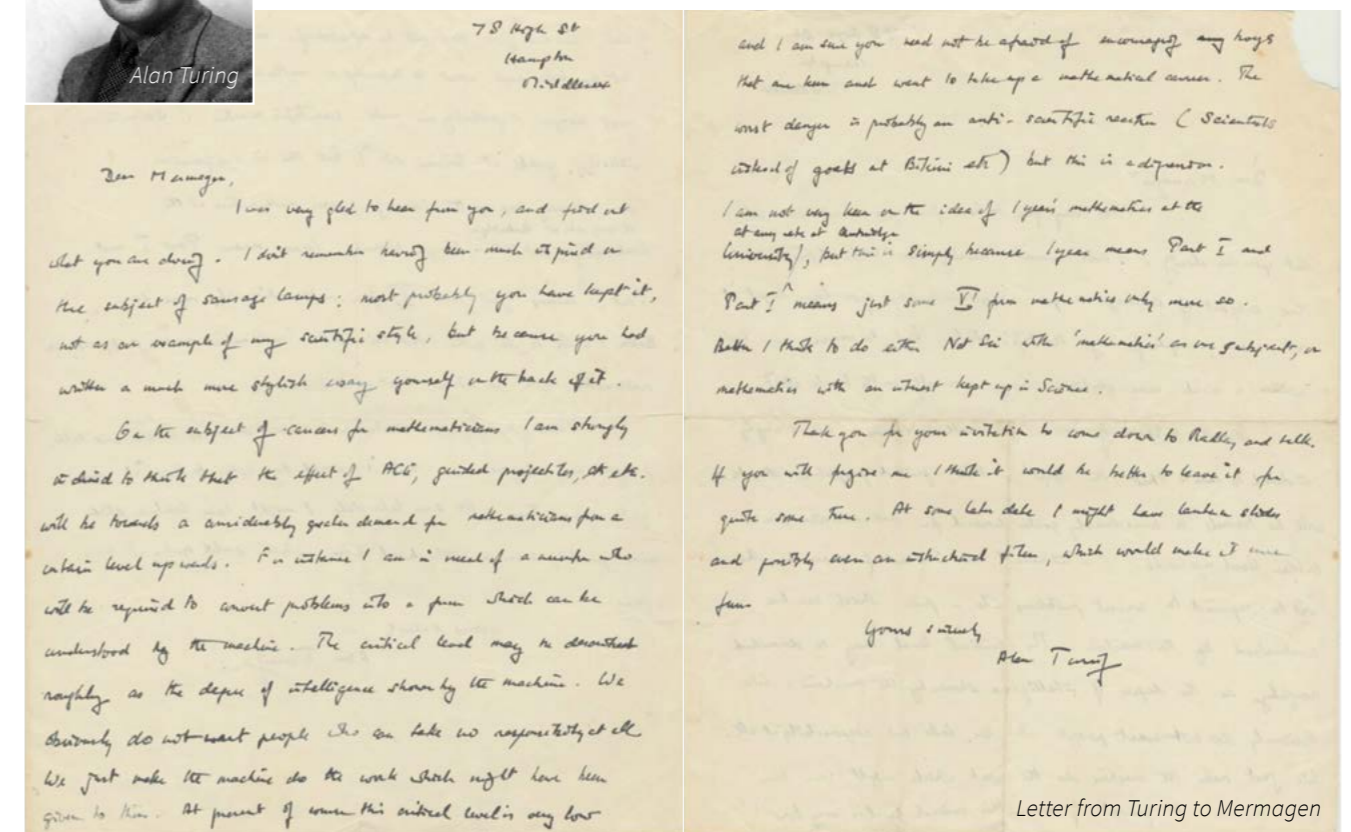 Alan Turing
78 High St
Hampton
Middlesex
Dear Mermagen,
I was very glad to hear from you, and find out
what you are doing. I don't remember having been much inspired on
the subject of sausage lamps; most probably you have kept it,
not as an example of my scientific style, but because you had
written a much more stylish essay yourself on the back of it.
On the subject of careers for mathematicians I am strongly
inclined to think that the effect of ACE, guided projectiles, etc etc.
will be towards a considerably greater demand for mathematicians from a
certain level upwards. For instance I am in need of a number who
will be required to convert problems into a form which can be
understood by the machine. The critical level may be described
roughly as the degree of intelligence shown by the machine. We
obviously do not want people who can take no responsibility at all.
We just make the machine do the work which might have been
given to them. At present of course this critical level is very low
and I am sure you need not be afraid of encouraging any boys
that are keen and want to take up a mathematical career. The
worst danger is probably an anti-scientific reaction (Scientists
instead of goats at Bikini etc) but this is a digression.
I am not very keen on the idea of 1 year's mathematics at the
at any rate at Cambridge
University, but this is simply because 1 year means Part I and
Part I means just some VI form mathematics only more so.
Better I think to do either Nat Sci with 'mathematics' as one subject, or
mathematics with an interest kept up in Science.
Thank you for your invitation to come down to Radley and talk.
If you will forgive me I think it would be better to leave it for
quite some time. At some later date I might have lantern slides
and possibly even an instructional film, which would make it more
fun.
Yours sincerely
Alan Turing
Letter from Turing to Mermagen